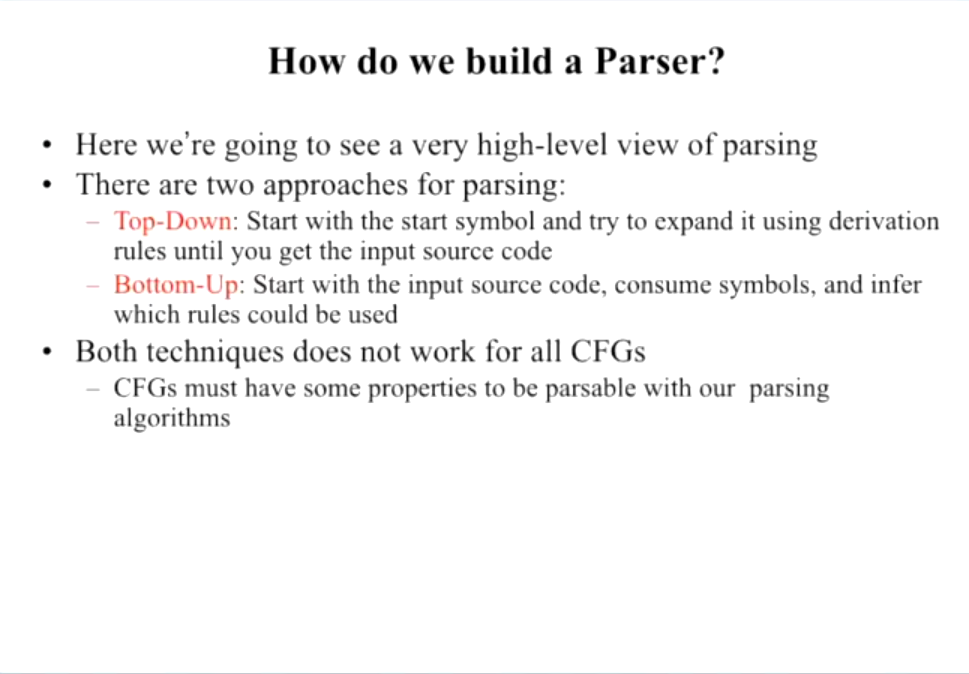 How do we build a Parser?
• Here we're going to see a very high-level view of parsing
• There are two approaches for parsing:
– Top-Down: Start with the start symbol and try to expand it using derivation
rules until you get the input source code
– Bottom-Up: Start with the input source code, consume symbols, and infer
which rules could be used
• Both techniques does not work for all CFGs
– CFGs must have some properties to be parsable with our  parsing
algorithms